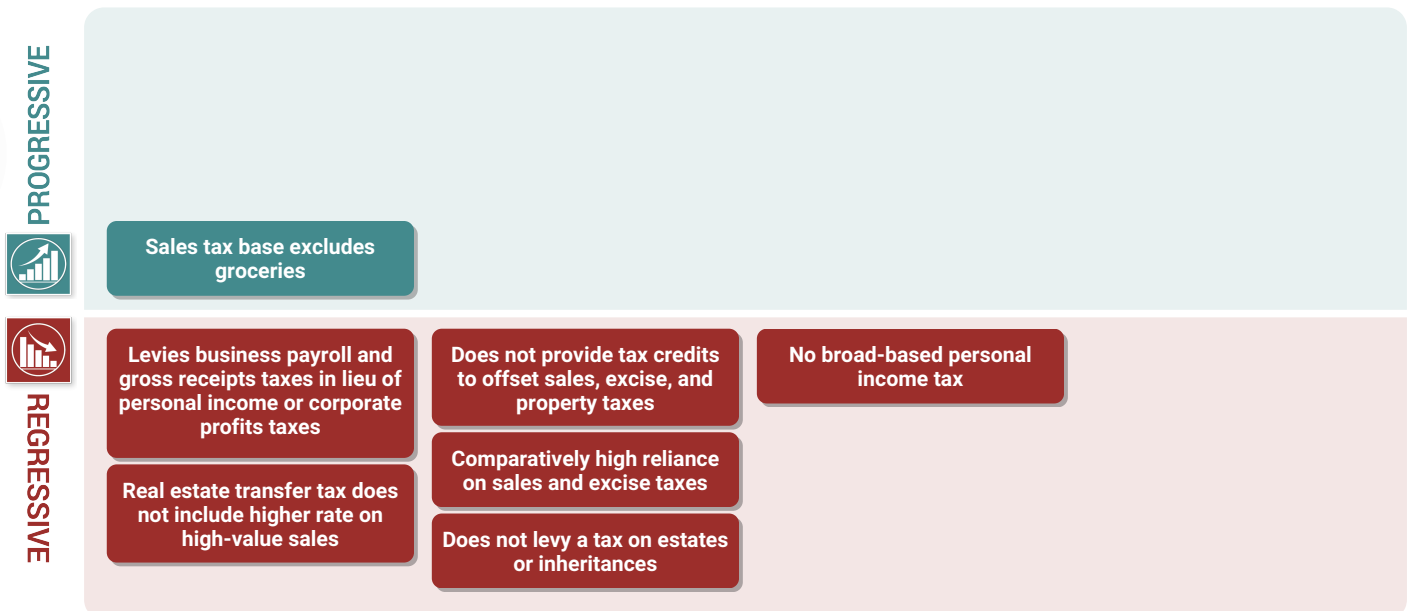 PROGRESSIVE
Sales tax base excludes
groceries
REGRESSIVE
Levies business payroll and
gross receipts taxes in lieu of
personal income or corporate
profits taxes
Real estate transfer tax does
not include higher rate on
high-value sales
Does not provide tax credits
to offset sales, excise, and
property taxes
Comparatively high reliance
on sales and excise taxes
Does not levy a tax on estates
or inheritances
No broad-based personal
income tax